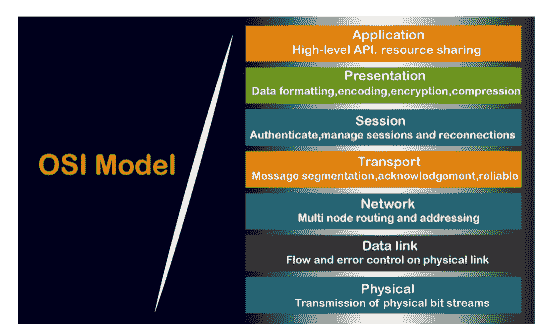 OSI Model
Application
High-level API. resource sharing
Presentation
Data formatting,encoding,encryption,compression
Session
Authenticate,manage sessions and reconnections
Transport
Message segmentation,acknowledgement,reliable
Network
Multi node routing and addressing
Data link
Flow and error control on physical link
Physical
Transmission of physical bit streams